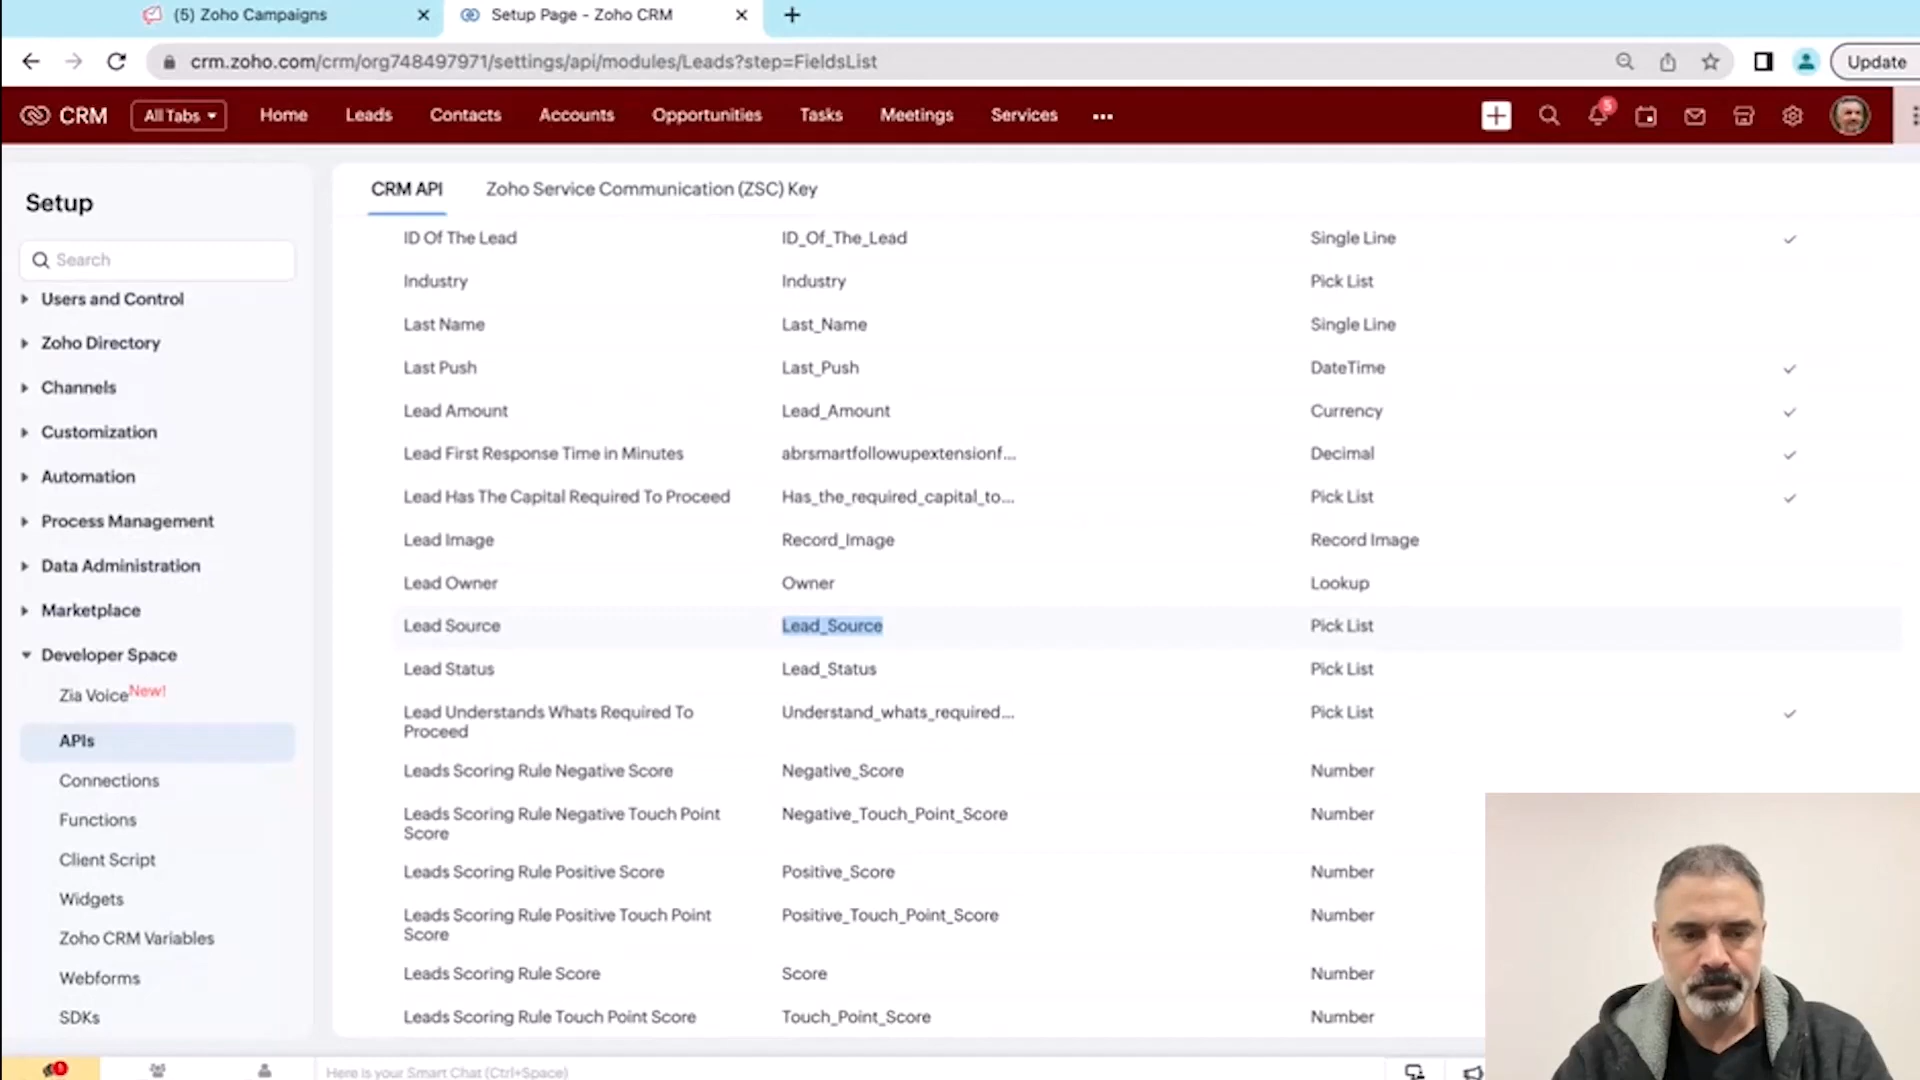 (5) Zoho Campaigns
Setup Page - Zoho CRM
crm.zoho.com/crm/org748497971/settings/api/modules/Leads?step=FieldsList
Update
CRM All Tabs Home Leads Contacts Accounts Opportunities Tasks Meetings Services ... 5
Setup
Search
Users and Control
Zoho Directory
Channels
Customization
Automation
Process Management
Data Administration
Marketplace
Developer Space
Zia Voice New!
APIs
Connections
Functions
Client Script
Widgets
Zoho CRM Variables
Webforms
SDKs
CRM API Zoho Service Communication (ZSC) Key
ID Of The Lead ID_Of_The_Lead Single Line
Industry Industry Pick List
Last Name Last_Name Single Line
Last Push Last_Push DateTime
Lead Amount Lead_Amount Currency
Lead First Response Time in Minutes abrsmartfollowupextensionf... Decimal
Lead Has The Capital Required To Proceed Has_the_required_capital_to... Pick List
Lead Image Record_Image Record Image
Lead Owner Owner Lookup
Lead Source Lead_Source Pick List
Lead Status Lead_Status Pick List
Lead Understands Whats Required To Understand_whats_required... Pick List
Proceed
Leads Scoring Rule Negative Score Negative_Score Number
Leads Scoring Rule Negative Touch Point Negative_Touch_Point_Score Number
Score
Leads Scoring Rule Positive Score Positive_Score Number
Leads Scoring Rule Positive Touch Point Positive_Touch_Point_Score Number
Score
Leads Scoring Rule Score Score Number
Leads Scoring Rule Touch Point Score Touch_Point_Score Number
Here is your Smart Chat (Ctrl+Space)